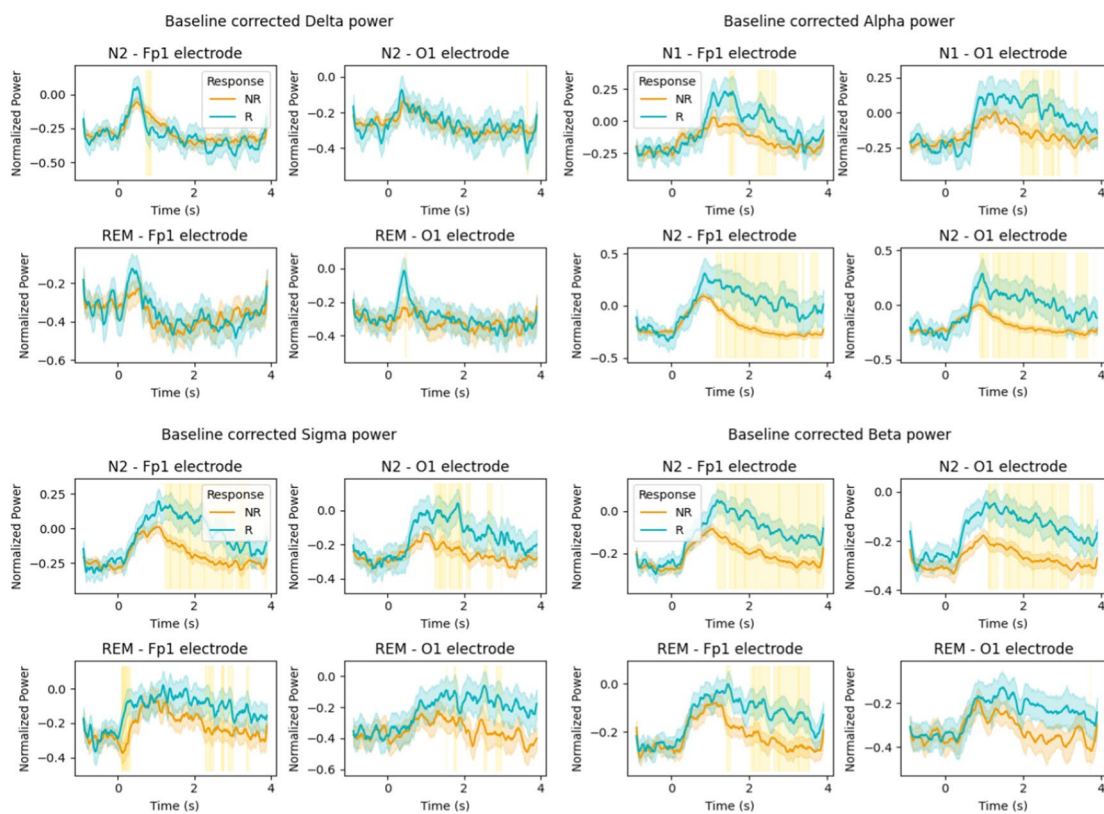 Baseline corrected Delta power
N2 - Fp1 electrode
N2 - O1 electrode
Normalized Power
0.00
−0.25
−0.50
Response
NR
R
0 2 4
Time (s)
Normalized Power
0.0
−0.2
−0.4
0 2 4
Time (s)
REM - Fp1 electrode
REM - O1 electrode
Normalized Power
−0.2
−0.4
−0.6
0 2 4
Time (s)
Normalized Power
0.0
−0.2
−0.4
−0.6
0 2 4
Time (s)
Baseline corrected Alpha power
N1 - Fp1 electrode
N1 - O1 electrode
Normalized Power
0.25
0.00
−0.25
Response
NR
R
0 2 4
Time (s)
Normalized Power
0.25
0.00
−0.25
0 2 4
Time (s)
N2 - Fp1 electrode
N2 - O1 electrode
Normalized Power
0.5
0.0
−0.5
0 2 4
Time (s)
Normalized Power
0.5
0.0
−0.5
0 2 4
Time (s)
Baseline corrected Sigma power
N2 - Fp1 electrode
N2 - O1 electrode
Normalized Power
0.25
0.00
−0.25
Response
NR
R
0 2 4
Time (s)
Normalized Power
0.0
−0.2
−0.4
0 2 4
Time (s)
REM - Fp1 electrode
REM - O1 electrode
Normalized Power
0.0
−0.2
−0.4
0 2 4
Time (s)
Normalized Power
0.0
−0.2
−0.4
−0.6
0 2 4
Time (s)
Baseline corrected Beta power
N2 - Fp1 electrode
N2 - O1 electrode
Normalized Power
0.0
−0.2
Response
NR
R
0 2 4
Time (s)
Normalized Power
0.0
−0.2
−0.4
0 2 4
Time (s)
REM - Fp1 electrode
REM - O1 electrode
Normalized Power
0.0
−0.2
0 2 4
Time (s)
Normalized Power
0.0
−0.2
−0.4
0 2 4
Time (s)